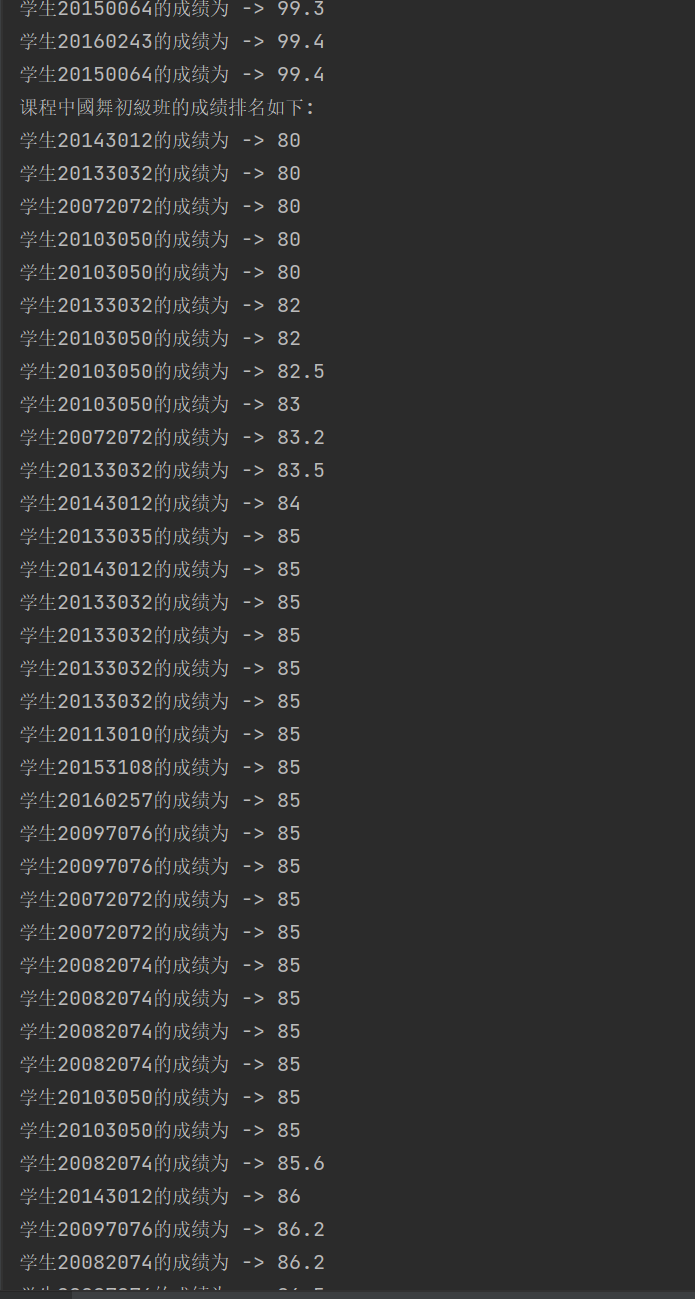 学生20150064的成绩为 -> 99.3
学生20160243的成绩为 -> 99.4
学生20150064的成绩为 -> 99.4
课程中國舞初級班的成绩排名如下:
学生20143012的成绩为 -> 80
学生20133032的成绩为 -> 80
学生20072072的成绩为 -> 80
学生20103050的成绩为 -> 80
学生20103050的成绩为 -> 80
学生20133032的成绩为 -> 82
学生20103050的成绩为 -> 82
学生20103050的成绩为 -> 82.5
学生20103050的成绩为 -> 83
学生20072072的成绩为 -> 83.2
学生20133032的成绩为 -> 83.5
学生20143012的成绩为 -> 84
学生20133035的成绩为 -> 85
学生20143012的成绩为 -> 85
学生20133032的成绩为 -> 85
学生20133032的成绩为 -> 85
学生20133032的成绩为 -> 85
学生20133032的成绩为 -> 85
学生20113010的成绩为 -> 85
学生20153108的成绩为 -> 85
学生20160257的成绩为 -> 85
学生20097076的成绩为 -> 85
学生20097076的成绩为 -> 85
学生20072072的成绩为 -> 85
学生20072072的成绩为 -> 85
学生20082074的成绩为 -> 85
学生20082074的成绩为 -> 85
学生20082074的成绩为 -> 85
学生20082074的成绩为 -> 85
学生20103050的成绩为 -> 85
学生20103050的成绩为 -> 85
学生20082074的成绩为 -> 85.6
学生20143012的成绩为 -> 86
学生20097076的成绩为 -> 86.2
学生20082074的成绩为 -> 86.2